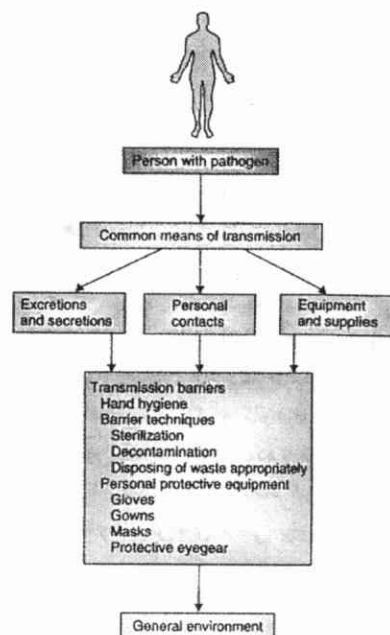 Person with pathogen
Common means of transmission
Excretions
and secretions
Personal
contacts
Equipment
and supplies
Transmission barriers
Hand hygiene
Barrier techniques
Sterilization
Decontamination
Disposing of waste appropriately
Personal protective equipment
Gloves
Gowns
Masks
Protective eyegear
General environment